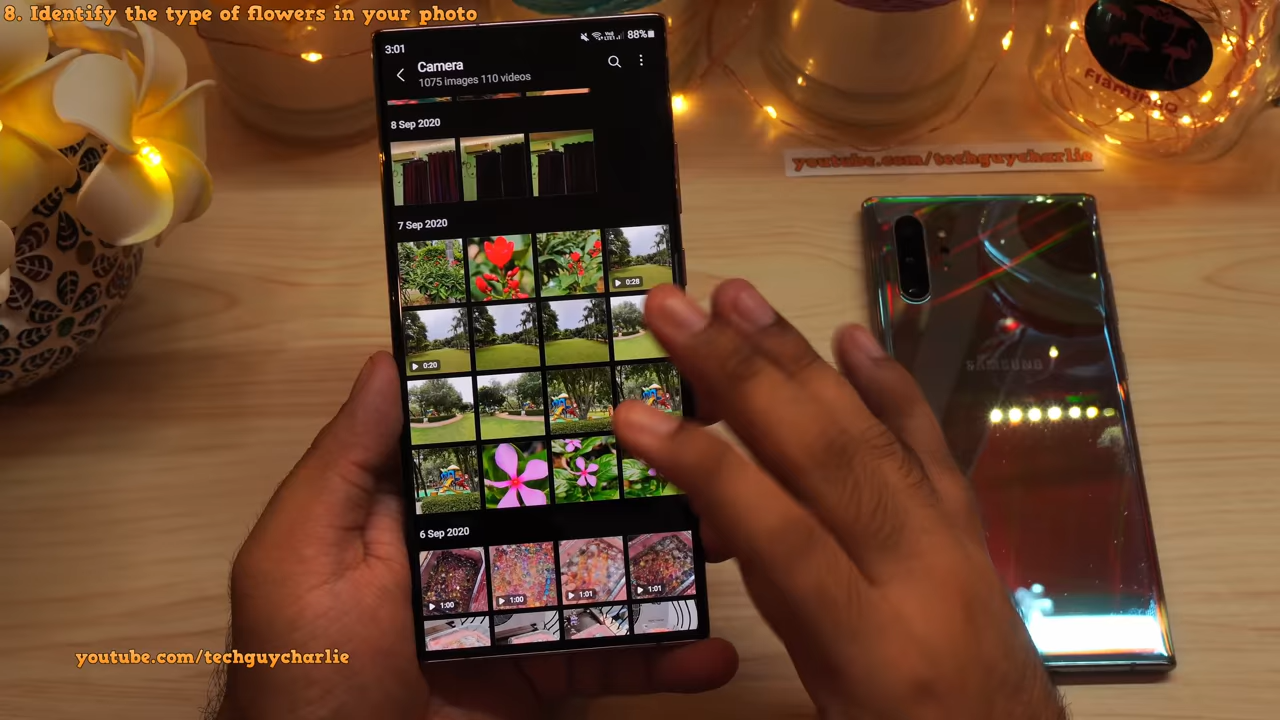 8. Identify the type of flowers in your photo
3:01
88%
Camera
1075 images 110 videos
8 Sep 2020
7 Sep 2020
0:28
0:20
6 Sep 2020
1:00
1:00
1:01
1:01
Flamingo
youtube.com/techguycharlie
SAMSUNG
youtube.com/techguycharlie